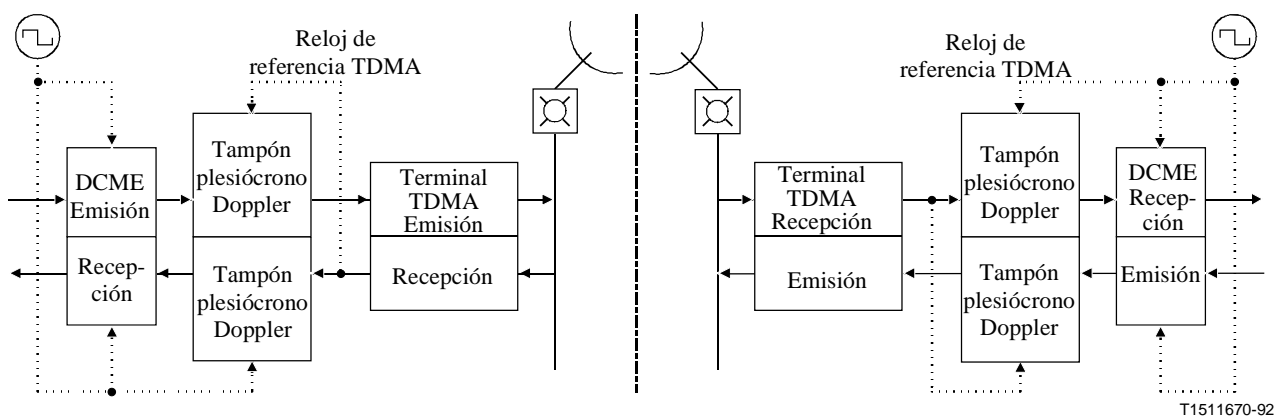 Reloj de
referencia TDMA
Tampón
plesiócrono
Doppler
DCME
Emisión
Terminal
TDMA
Emisión
Recep-
ción
Tampón
plesiócrono
Doppler
Recepción
Reloj de
referencia TDMA
Terminal
TDMA
Recepción
Tampón
plesiócrono
Doppler
DCME
Recep-
ción
Emisión
Tampón
plesiócrono
Doppler
Emisión
T1511670-92